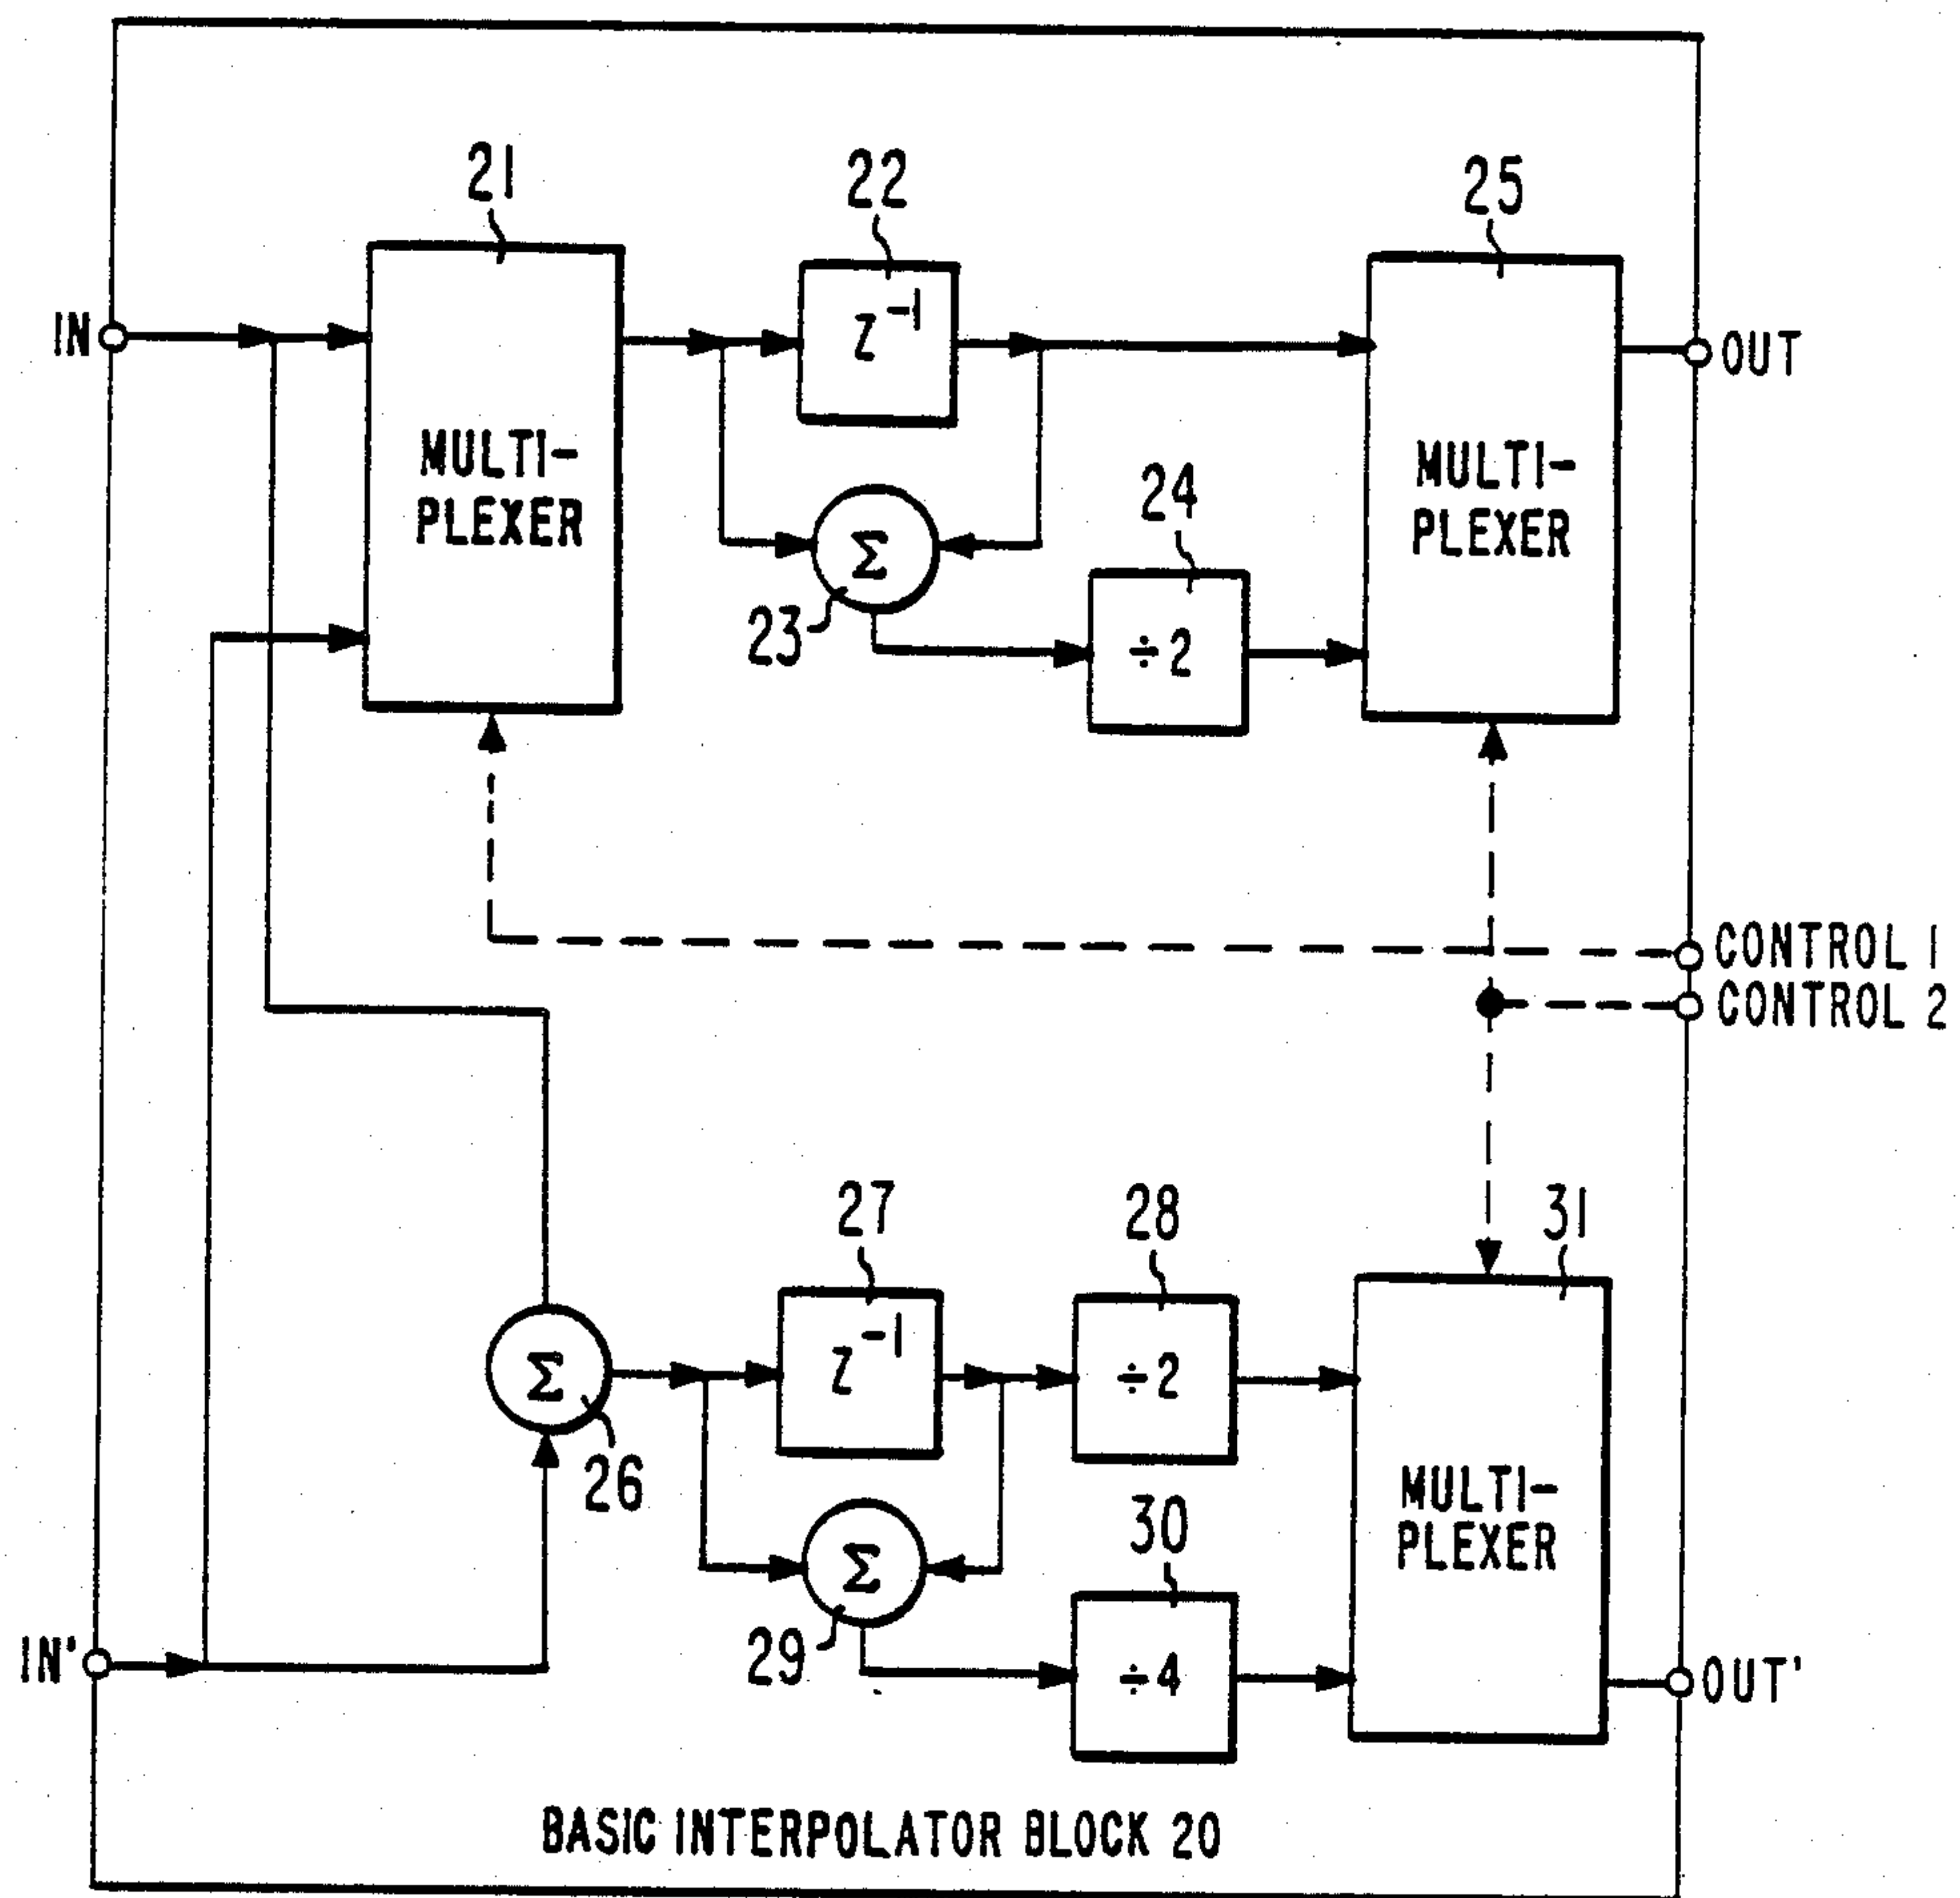 21
22
25
IN
Z⁻¹
OUT
MULTI-
PLEXER
24
MULTI-
PLEXER
Σ
23
÷2
CONTROL 1
CONTROL 2
27
28
31
Σ
Z⁻¹
÷2
26
30
MULTI-
PLEXER
Σ
29
÷4
IN'
OUT'
BASIC INTERPOLATOR BLOCK 20